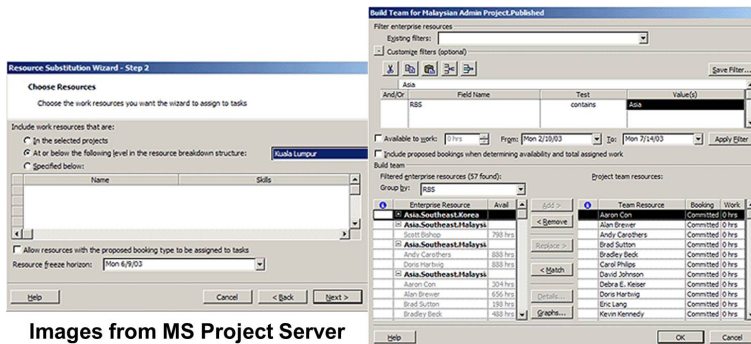 Resource Substitution Wizard - Step 2
Choose Resources
Choose the work resources you want the wizard to assign to tasks
Include work resources that are:
In the selected projects
At or below the following level in the resource breakdown structure:
Kuala Lumpur
Specified below:
Name
Skills
Allow resources with the proposed booking type to be assigned to tasks
Resource freeze horizon: Mon 6/9/03
Help
Cancel
< Back
Next >
Images from MS Project Server
Build Team for Malaysian Admin Project.Published
Filter enterprise resources
Existing filters:
- Customize filters (optional)
Save Filter...
Asia
And/Or Field Name Test Value(s)
RBS contains Asia
Available to work: 0 hrs From: Mon 2/10/03 To: Mon 7/14/03 Apply Filter
Include proposed bookings when determining availability and total assigned work
Build team
Filtered enterprise resources (57 found):
Group by: RBS
Enterprise Resource Avail
Asia.Southeast.Korea
Asia.Southeast.Malaysi
Scott Bishop 798 hrs
Asia.Southeast.Malaysi
Andy Carothers 888 hrs
Doris Hartwig 888 hrs
Asia.Southeast.Malaysi
Aaron Con 304 hrs
Alan Brewer 656 hrs
Brad Sutton 198 hrs
Bradley Beck 488 hrs
Add >
< Remove
Replace >
< Match
Details...
Graphs...
Project team resources:
Team Resource Booking Work
Aaron Con Committed 0 hrs
Alan Brewer Committed 0 hrs
Andy Carothers Committed 0 hrs
Brad Sutton Committed 0 hrs
Bradley Beck Committed 0 hrs
Carol Philips Committed 0 hrs
David Johnson Committed 0 hrs
Debra E. Keiser Committed 0 hrs
Doris Hartwig Committed 0 hrs
Eric Lang Committed 0 hrs
Kevin Kennedy Committed 0 hrs
Help
OK
Cancel